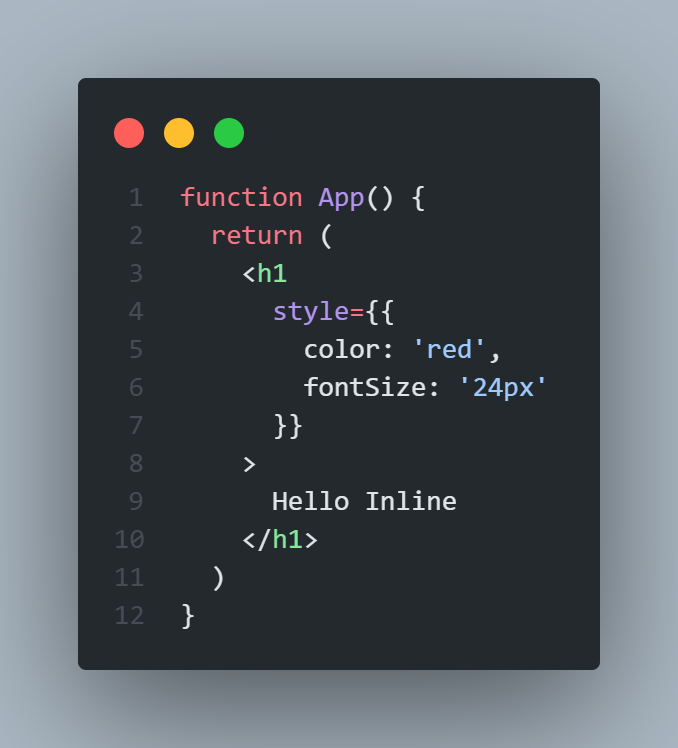 1 function App() {
2   return (
3     <h1
4       style={{
5         color: 'red',
6         fontSize: '24px'
7       }}
8     >
9       Hello Inline
10     </h1>
11   )
12 }